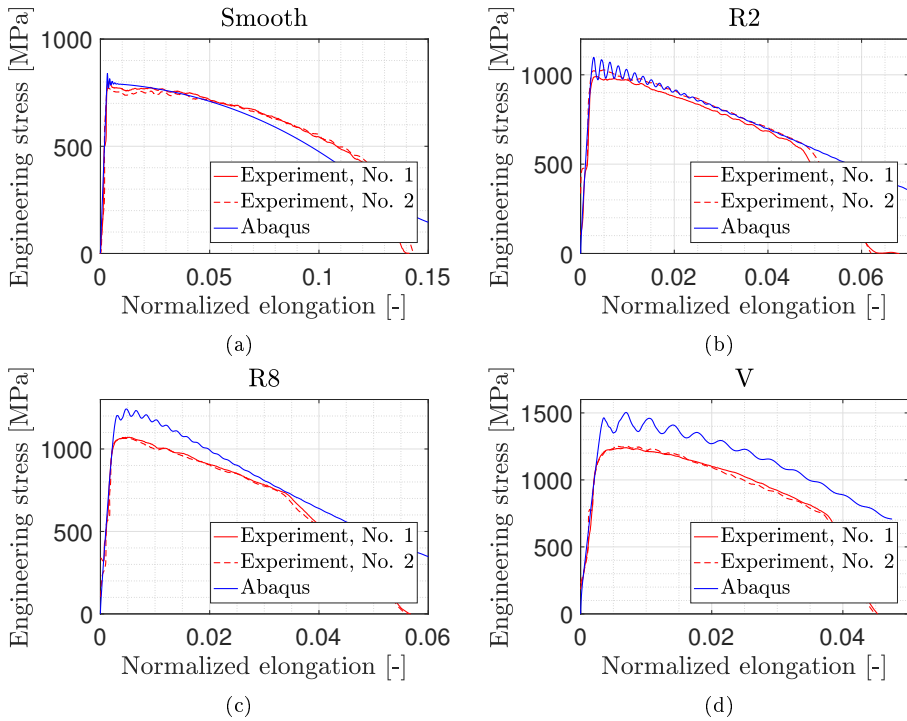 Smooth
Engineering stress [MPa]
1000
500
0
0 0.05 0.1 0.15
Experiment, No. 1
Experiment, No. 2
Abaqus
Normalized elongation [-]
(a)
R2
Engineering stress [MPa]
1000
500
0
0 0.02 0.04 0.06
Experiment, No. 1
Experiment, No. 2
Abaqus
Normalized elongation [-]
(b)
R8
Engineering stress [MPa]
1000
500
0
0 0.02 0.04 0.06
Experiment, No. 1
Experiment, No. 2
Abaqus
Normalized elongation [-]
(c)
V
Engineering stress [MPa]
1500
1000
500
0
0 0.02 0.04
Experiment, No. 1
Experiment, No. 2
Abaqus
Normalized elongation [-]
(d)